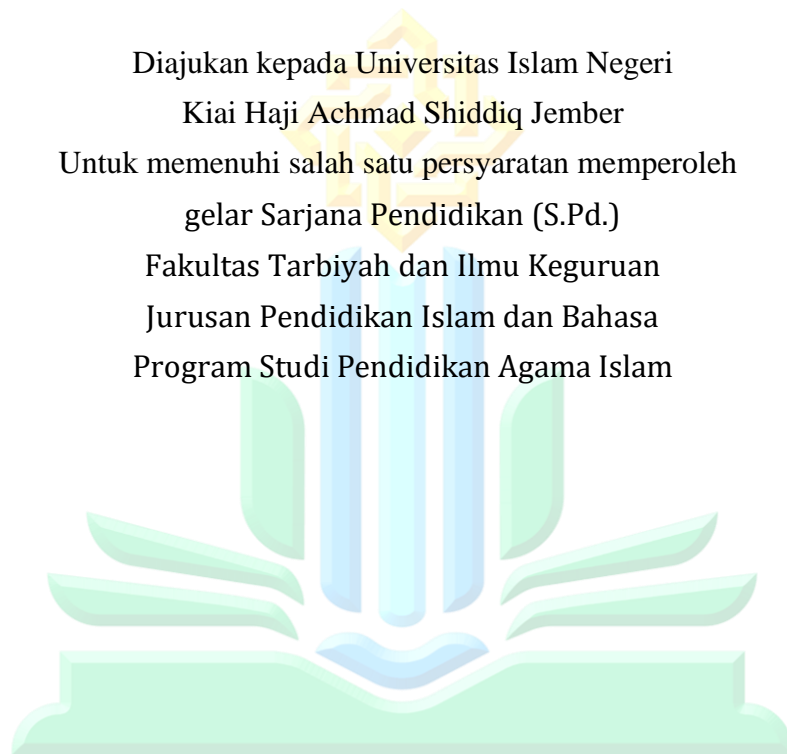 Diajukan kepada Universitas Islam Negeri
Kiai Haji Achmad Shiddiq Jember
Untuk memenuhi salah satu persyaratan memperoleh
gelar Sarjana Pendidikan (S.Pd.)
Fakultas Tarbiyah dan Ilmu Keguruan
Jurusan Pendidikan Islam dan Bahasa
Program Studi Pendidikan Agama Islam